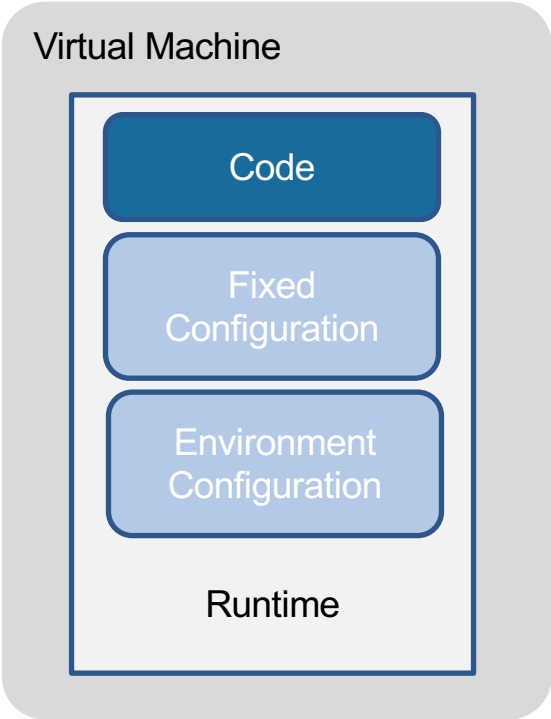 Virtual Machine
Code
Fixed
Configuration
Environment
Configuration
Runtime